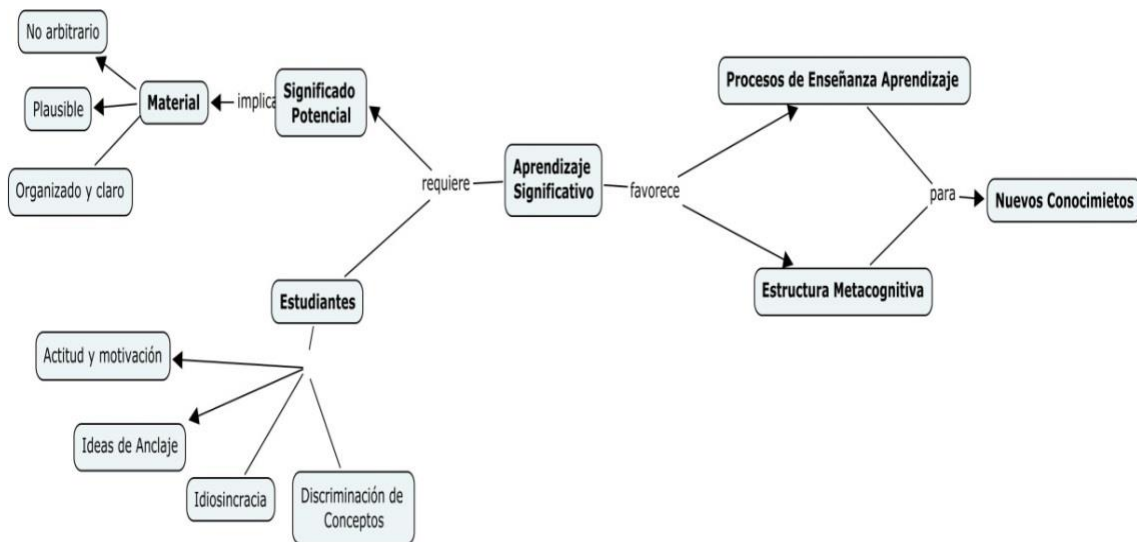 No arbitrario
Plausible
Organizado y claro
Material
implica
Significado
Potencial
requiere
Aprendizaje
Significativo
favorece
Procesos de Enseñanza Aprendizaje
Estructura Metacognitiva
para
Nuevos Conocimietos
Estudiantes
Actitud y motivación
Ideas de Anclaje
Idiosincracia
Discriminación de
Conceptos